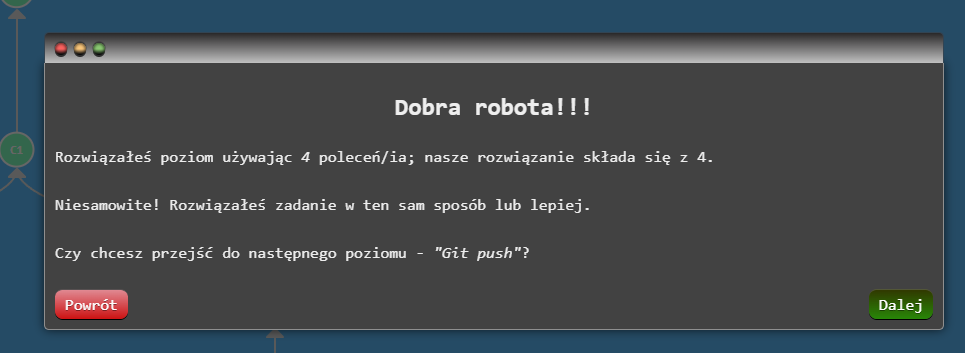 Dobra robota!!!
C1
Rozwiązałeś poziom używając 4 poleceń/ia; nasze rozwiązanie składa się z 4.
Niesamowite! Rozwiązałeś zadanie w ten sam sposób lub lepiej.
Czy chcesz przejść do następnego poziomu - "Git push"?
Powrót
Dalej